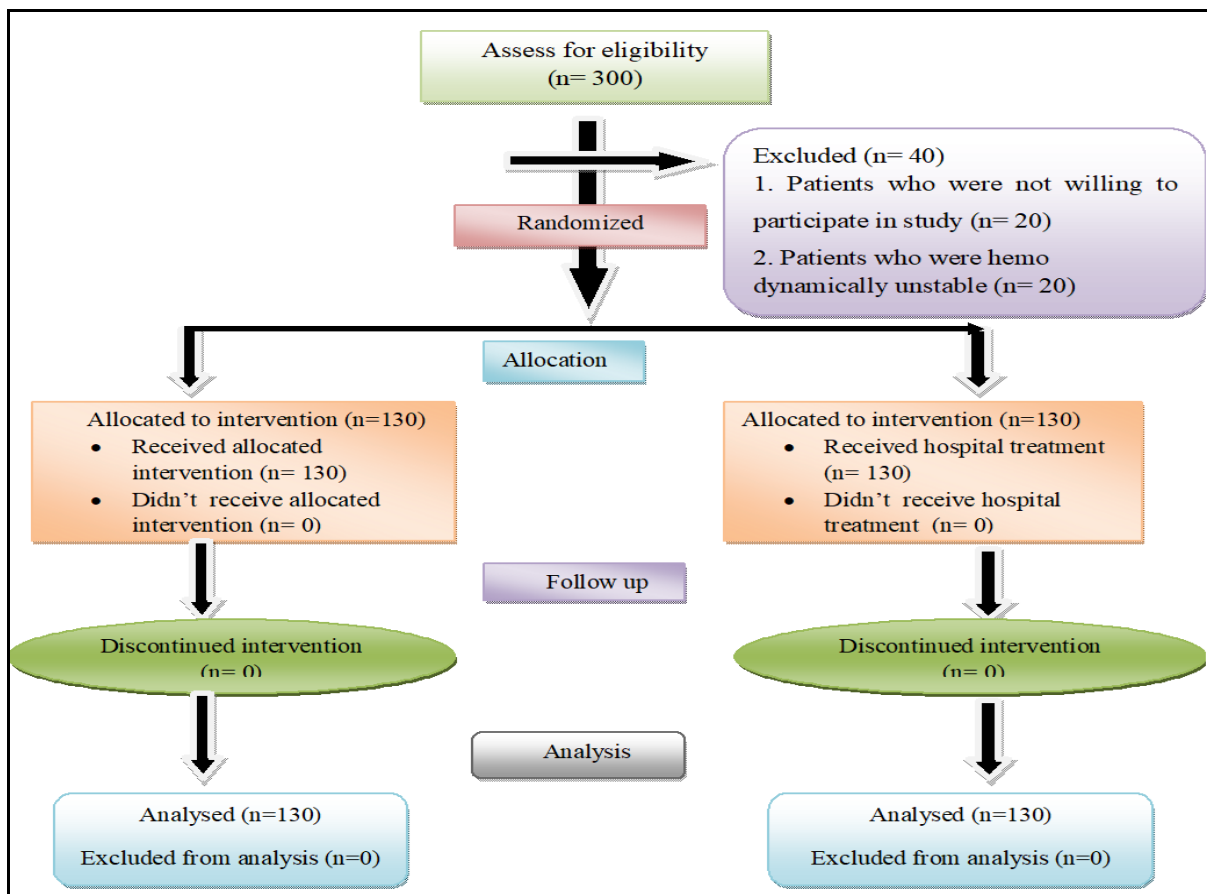 Assess for eligibility
(n= 300)
Excluded (n= 40)
1. Patients who were not willing to
participate in study (n= 20)
2. Patients who were hemo
dynamically unstable (n= 20)
Randomized
Allocation
Allocated to intervention (n=130)
• Received allocated
intervention (n= 130)
• Didn’t receive allocated
intervention (n= 0)
Allocated to intervention (n=130)
• Received hospital treatment
(n= 130)
• Didn’t receive hospital
treatment (n= 0)
Follow up
Discontinued intervention
(n= 0)
Discontinued intervention
(n= 0)
Analysis
Analysed (n=130)
Excluded from analysis (n=0)
Analysed (n=130)
Excluded from analysis (n=0)